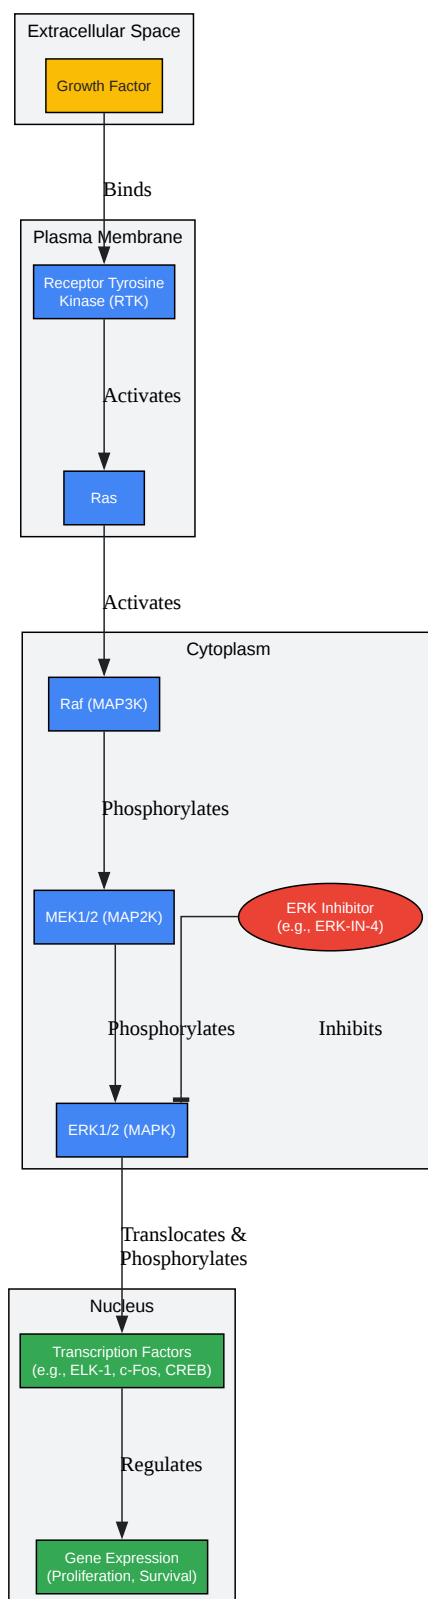 Extracellular Space
Growth Factor
Binds
Plasma Membrane
Receptor Tyrosine
Kinase (RTK)
Activates
Ras
Activates
Cytoplasm
Raf (MAP3K)
Phosphorylates
MEK1/2 (MAP2K)
ERK Inhibitor
(e.g., ERK-IN-4)
Phosphorylates
Inhibits
ERK1/2 (MAPK)
Translocates &
Phosphorylates
Nucleus
Transcription Factors
(e.g., ELK-1, c-Fos, CREB)
Regulates
Gene Expression
(Proliferation, Survival)